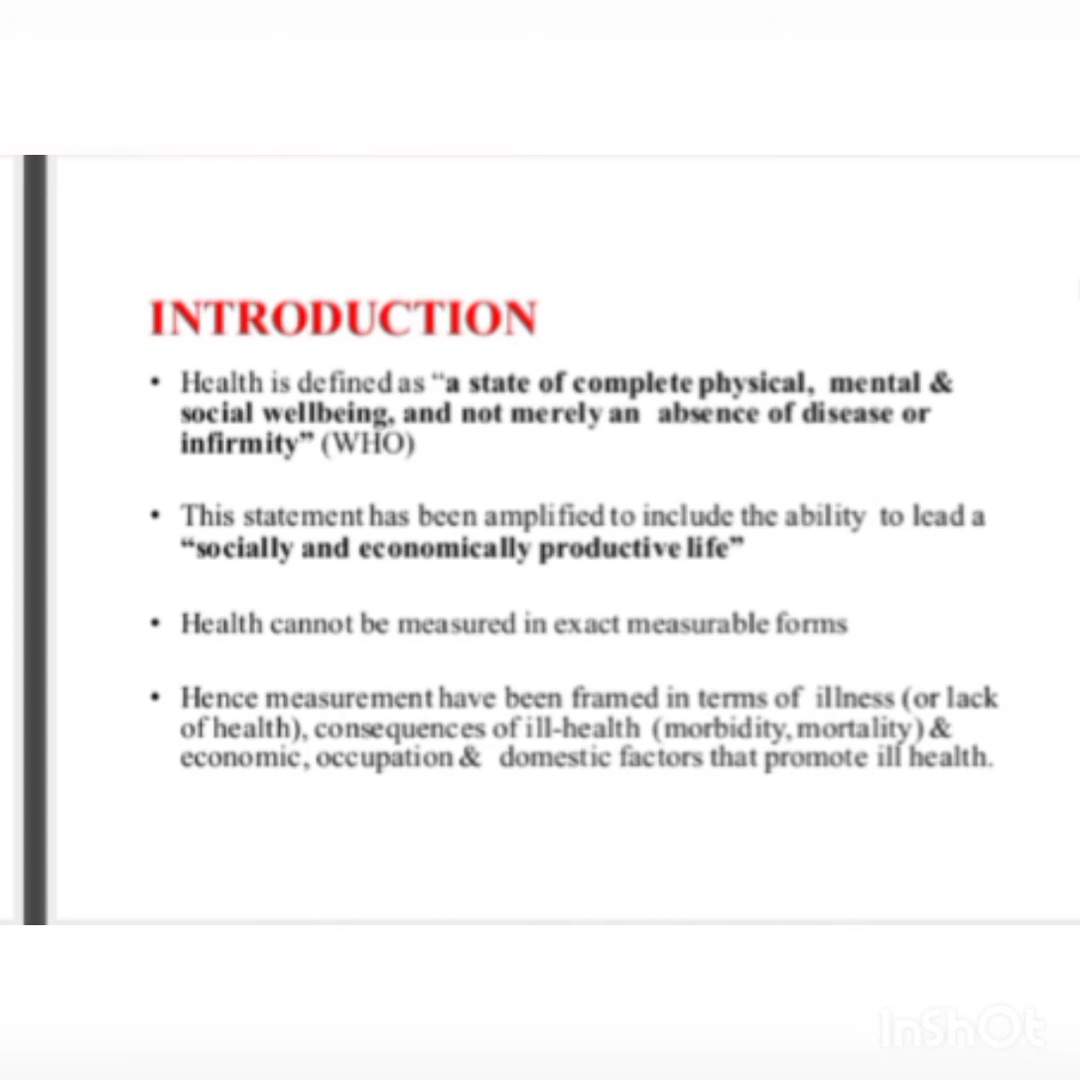 INTRODUCTION
• Health is defined as “a state of complete physical, mental &
social wellbeing, and not merely an absence of disease or
infirmity” (WHO)
• This statement has been amplified to include the ability to lead a
“socially and economically productive life”
• Health cannot be measured in exact measurable forms
• Hence measurement have been framed in terms of illness (or lack
of health), consequences of ill-health (morbidity, mortality) &
economic, occupation & domestic factors that promote ill health.
InShOt